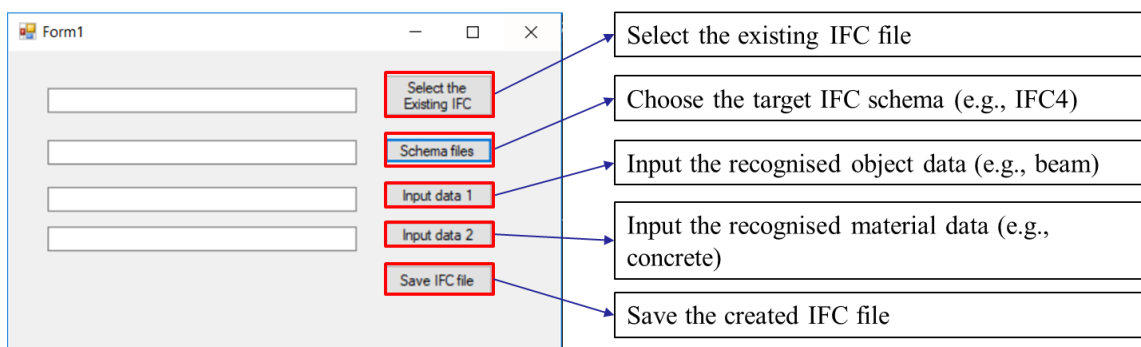 Form1
Select the
Existing IFC
Schema files
Input data 1
Input data 2
Save IFC file
Select the existing IFC file
Choose the target IFC schema (e.g., IFC4)
Input the recognised object data (e.g., beam)
Input the recognised material data (e.g.,
concrete)
Save the created IFC file